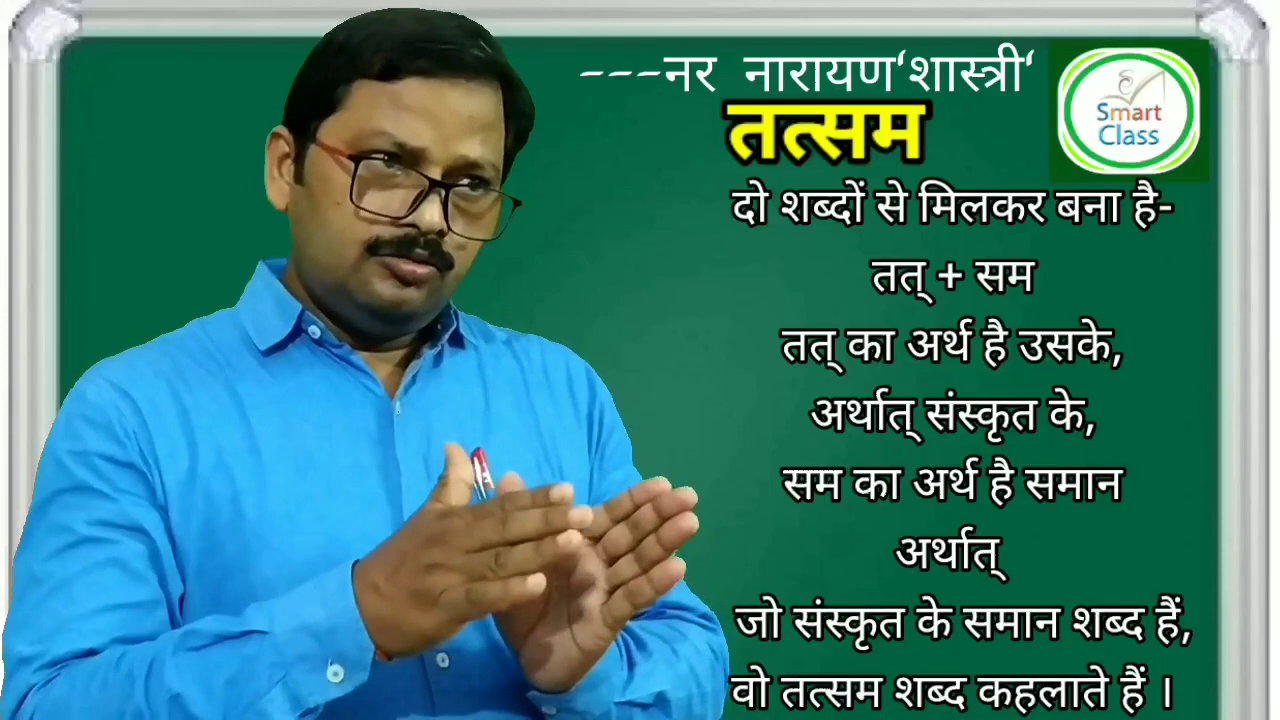 ---नर नारायण‘शास्त्री‘
Smart
Class
तत्सम
दो शब्दों से मिलकर बना है-
तत् + सम
तत् का अर्थ है उसके,
अर्थात् संस्कृत के,
सम का अर्थ है समान
अर्थात्
जो संस्कृत के समान शब्द हैं,
वो तत्सम शब्द कहलाते हैं ।